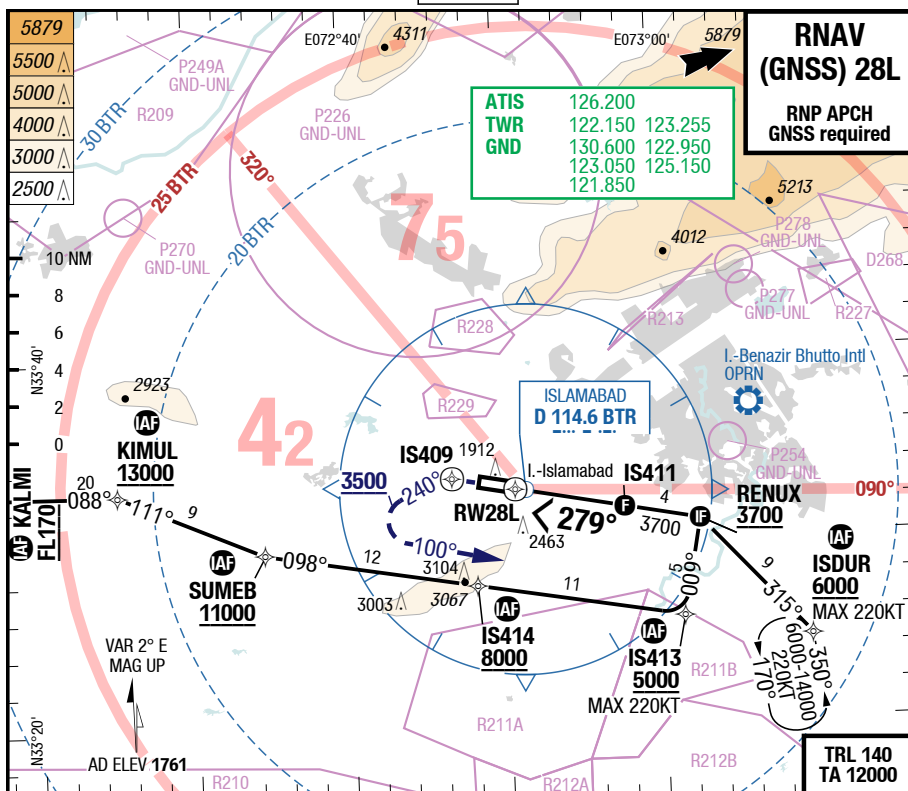 5879
5500
5000
4000
3000
2500
E072°40'
4311
E073°00'
5879
RNAV
(GNSS) 28L
RNP APCH
GNSS required
P249A
GND-UNL
R209
30 BTR
P226
GND-UNL
ATIS 126.200
TWR 122.150 123.255
GND 130.600 122.950
123.050 125.150
121.850
25 BTR
320°
20 BTR
75
5213
4012
P270
GND-UNL
P278
GND-UNL
D268
P277
GND-UNL
R227
R213
R228
10 NM
8
6
4
2
0
N33°40'
I.-Benazir Bhutto Intl
OPRN
ISLAMABAD
D 114.6 BTR
R229
2923
IAF
KIMUL
13000
42
P254
GND-UNL
IS409
1912
I.-Islamabad
IS411
3500
240°
RW28L
279°
F
4
3700
IF
RENUX
3700
090°
IAF KALMI
FL170
20
088°
111°
9
2463
100°
IAF
SUMEB
11000
098°
12
3104
3067
3003
11
IAF
IS414
8000
5
009°
9
315°
IAF
ISDUR
6000
MAX 220KT
IAF
IS413
5000
MAX 220KT
350°
6000-14000
220KT
170°
R211B
R211A
VAR 2° E
MAG UP
N33°20'
AD ELEV 1761
R210
R212A
R212B
TRL 140
TA 12000